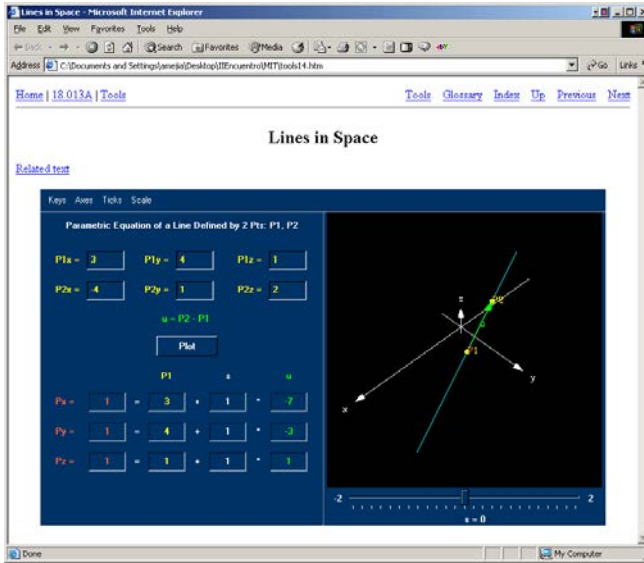 Lines in Space - Microsoft Internet Explorer
File Edit View Favorites Tools Help
Back Search Favorites Media
Address C:\Documents and Settings\amejia\Desktop\IIEncuentro\MIT\tools14.htm Go Links
Home | 18.013A | Tools Tools Glossary Index Up Previous Next
Lines in Space
Related text
Keys Axes Ticks Scale
Parametric Equation of a Line Defined by 2 Pts: P1, P2
P1x = 3 P1y = 4 P1z = 1
P2x = -4 P2y = 1 P2z = 2
u = P2 - P1
Plot
P1 s u
Px = 1 = 3 + 1 * -7
Py = 1 = 4 + 1 * -3
Pz = 1 = 1 + 1 * 1
z
P2
u
P1
y
x
-2 2
s = 0
Done My Computer